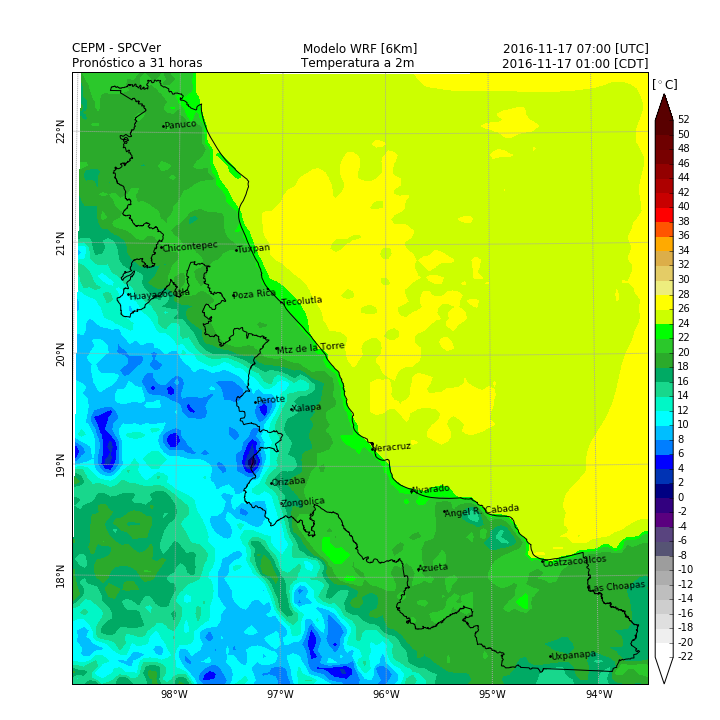 CEPM - SPCVer
Modelo WRF [6Km]
2016-11-17 07:00 [UTC]
Pronóstico a 31 horas
Temperatura a 2m
2016-11-17 01:00 [CDT]
[°C]
52
50
48
46
44
42
40
38
36
34
32
30
28
26
24
22
20
18
16
14
12
10
8
6
4
2
0
-2
-4
-6
-8
-10
-12
-14
-16
-18
-20
-22
22°N
21°N
20°N
19°N
18°N
Panuco
Chicontepec
Tuxpan
Huayacocotla
Poza Rica
Tecolutla
Mtz de la Torre
Perote
Xalapa
Veracruz
Orizaba
Alvarado
Zongolica
Angel R. Cabada
Coatzacoalcos
Azueta
Las Choapas
Uxpanapa
98°W
97°W
96°W
95°W
94°W